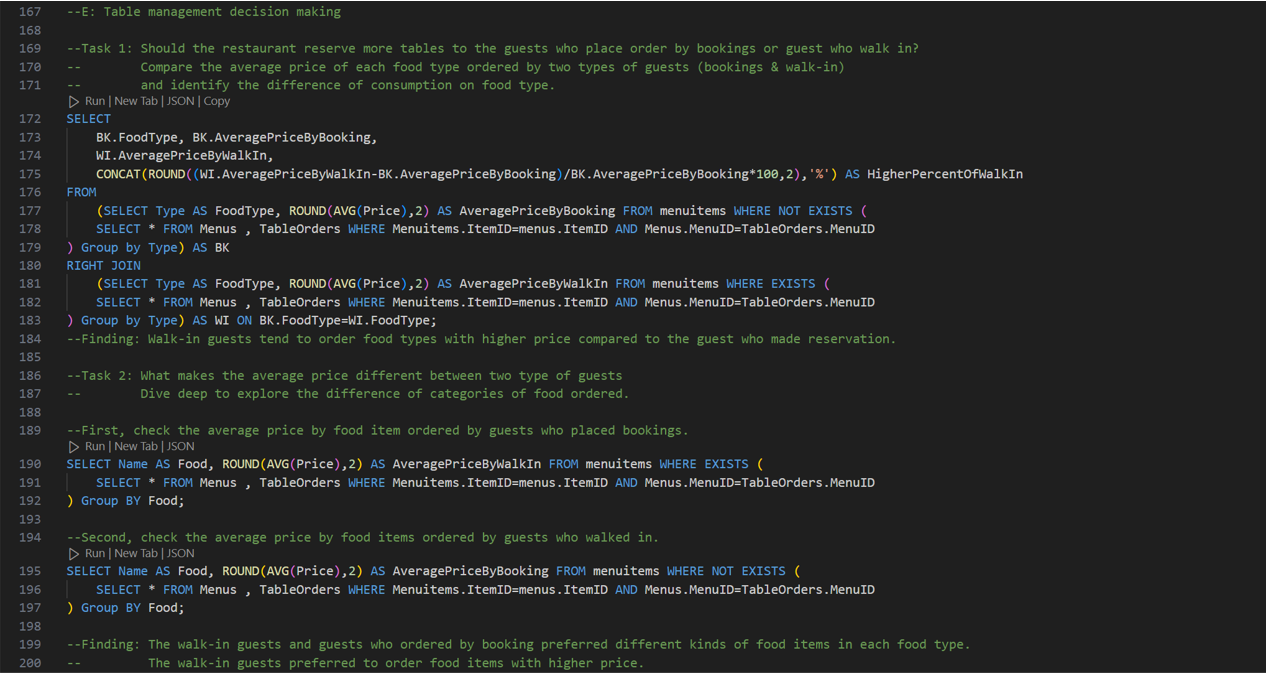 167 --E: Table management decision making
168
169 --Task 1: Should the restaurant reserve more tables to the guests who place order by bookings or guest who walk in?
170 -- Compare the average price of each food type ordered by two types of guests (bookings & walk-in)
171 -- and identify the difference of consumption on food type.
Run | New Tab | JSON | Copy
172 SELECT
173 BK.FoodType, BK.AveragePriceByBooking,
174 WI.AveragePriceByWalkIn,
175 CONCAT(ROUND((WI.AveragePriceByWalkIn-BK.AveragePriceByBooking)/BK.AveragePriceByBooking*100,2),'%') AS HigherPercentOfWalkIn
176 FROM
177 (SELECT Type AS FoodType, ROUND(AVG(Price),2) AS AveragePriceByBooking FROM menuitems WHERE NOT EXISTS (
178 SELECT * FROM Menus , TableOrders WHERE Menuitems.ItemID=menus.ItemID AND Menus.MenuID=TableOrders.MenuID
179 ) Group by Type) AS BK
180 RIGHT JOIN
181 (SELECT Type AS FoodType, ROUND(AVG(Price),2) AS AveragePriceByWalkIn FROM menuitems WHERE EXISTS (
182 SELECT * FROM Menus , TableOrders WHERE Menuitems.ItemID=menus.ItemID AND Menus.MenuID=TableOrders.MenuID
183 ) Group by Type) AS WI ON BK.FoodType=WI.FoodType;
184 --Finding: Walk-in guests tend to order food types with higher price compared to the guest who made reservation.
185
186 --Task 2: What makes the average price different between two type of guests
187 -- Dive deep to explore the difference of categories of food ordered.
188
189 --First, check the average price by food item ordered by guests who placed bookings.
Run | New Tab | JSON
190 SELECT Name AS Food, ROUND(AVG(Price),2) AS AveragePriceByWalkIn FROM menuitems WHERE EXISTS (
191 SELECT * FROM Menus , TableOrders WHERE Menuitems.ItemID=menus.ItemID AND Menus.MenuID=TableOrders.MenuID
192 ) Group BY Food;
193
194 --Second, check the average price by food items ordered by guests who walked in.
Run | New Tab | JSON
195 SELECT Name AS Food, ROUND(AVG(Price),2) AS AveragePriceByBooking FROM menuitems WHERE NOT EXISTS (
196 SELECT * FROM Menus , TableOrders WHERE Menuitems.ItemID=menus.ItemID AND Menus.MenuID=TableOrders.MenuID
197 ) Group BY Food;
198
199 --Finding: The walk-in guests and guests who ordered by booking preferred different kinds of food items in each food type.
200 -- The walk-in guests preferred to order food items with higher price.